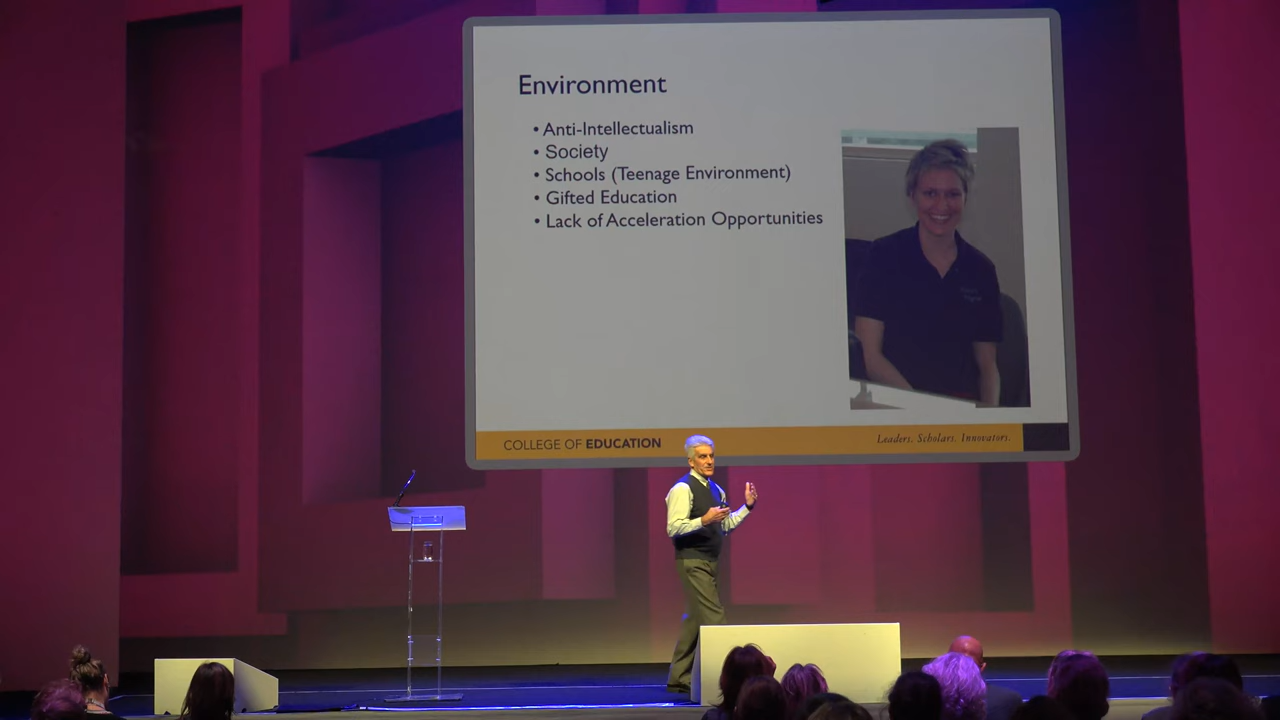 Environment
• Anti-Intellectualism
• Society
• Schools (Teenage Environment)
• Gifted Education
• Lack of Acceleration Opportunities
COLLEGE OF EDUCATION
Leaders. Scholars. Innovators.